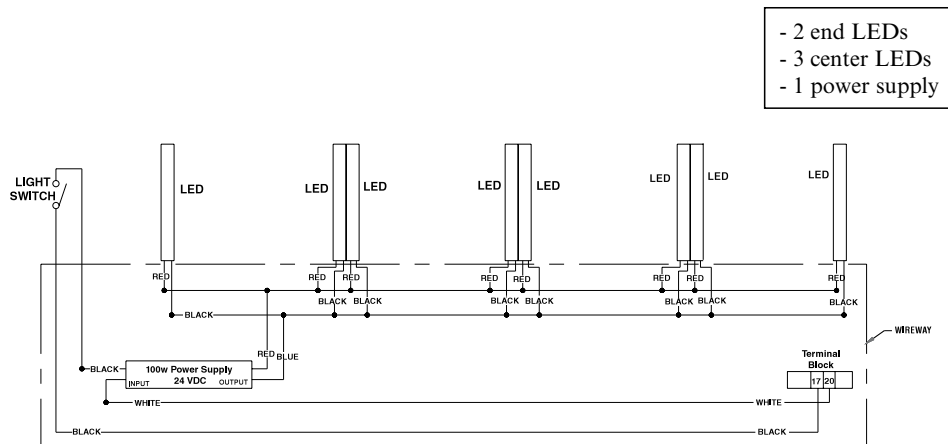 - 2 end LEDs
- 3 center LEDs
- 1 power supply
LIGHT
SWITCH
LED
LED
LED
LED
LED
LED
LED
LED
RED
RED
RED
RED
RED
RED
RED
RED
BLACK
BLACK
BLACK
BLACK
BLACK
BLACK
BLACK
BLACK
RED
BLUE
WIREWAY
BLACK
100w Power Supply
24 VDC
INPUT
OUTPUT
Terminal
Block
17 20
WHITE
WHITE
BLACK
BLACK